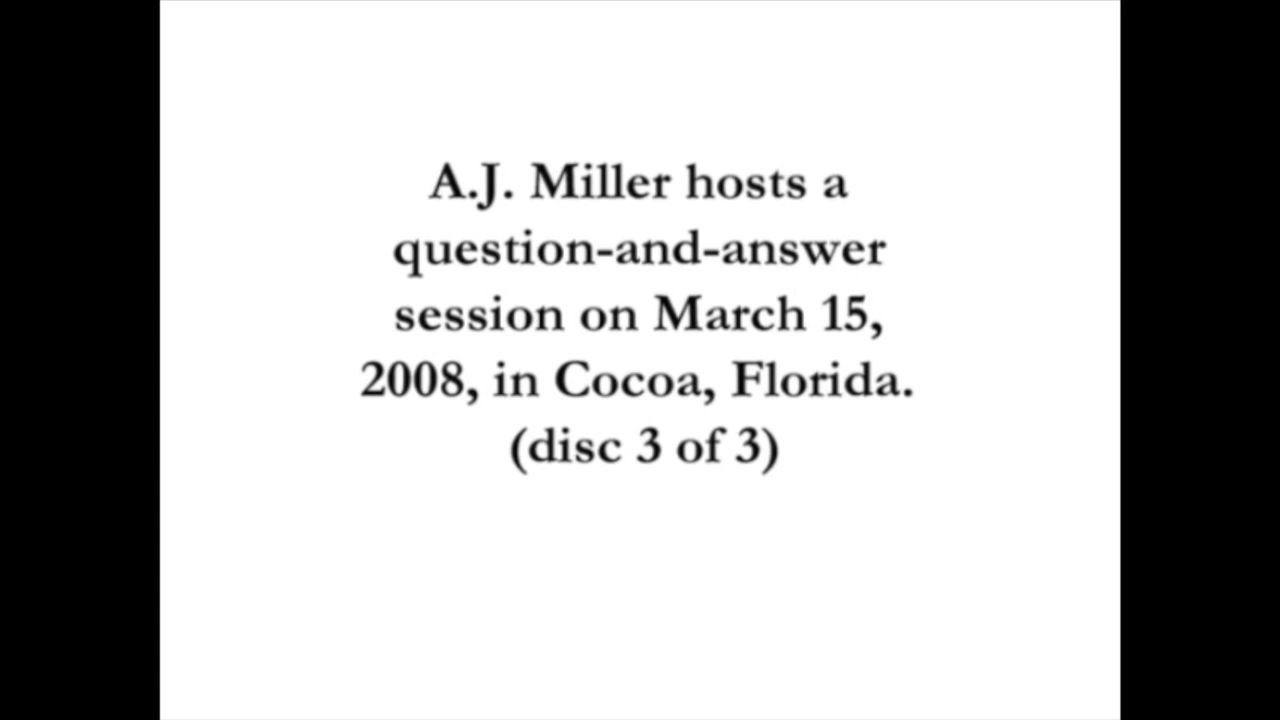 A.J. Miller hosts a
question-and-answer
session on March 15,
2008, in Cocoa, Florida.
(disc 3 of 3)